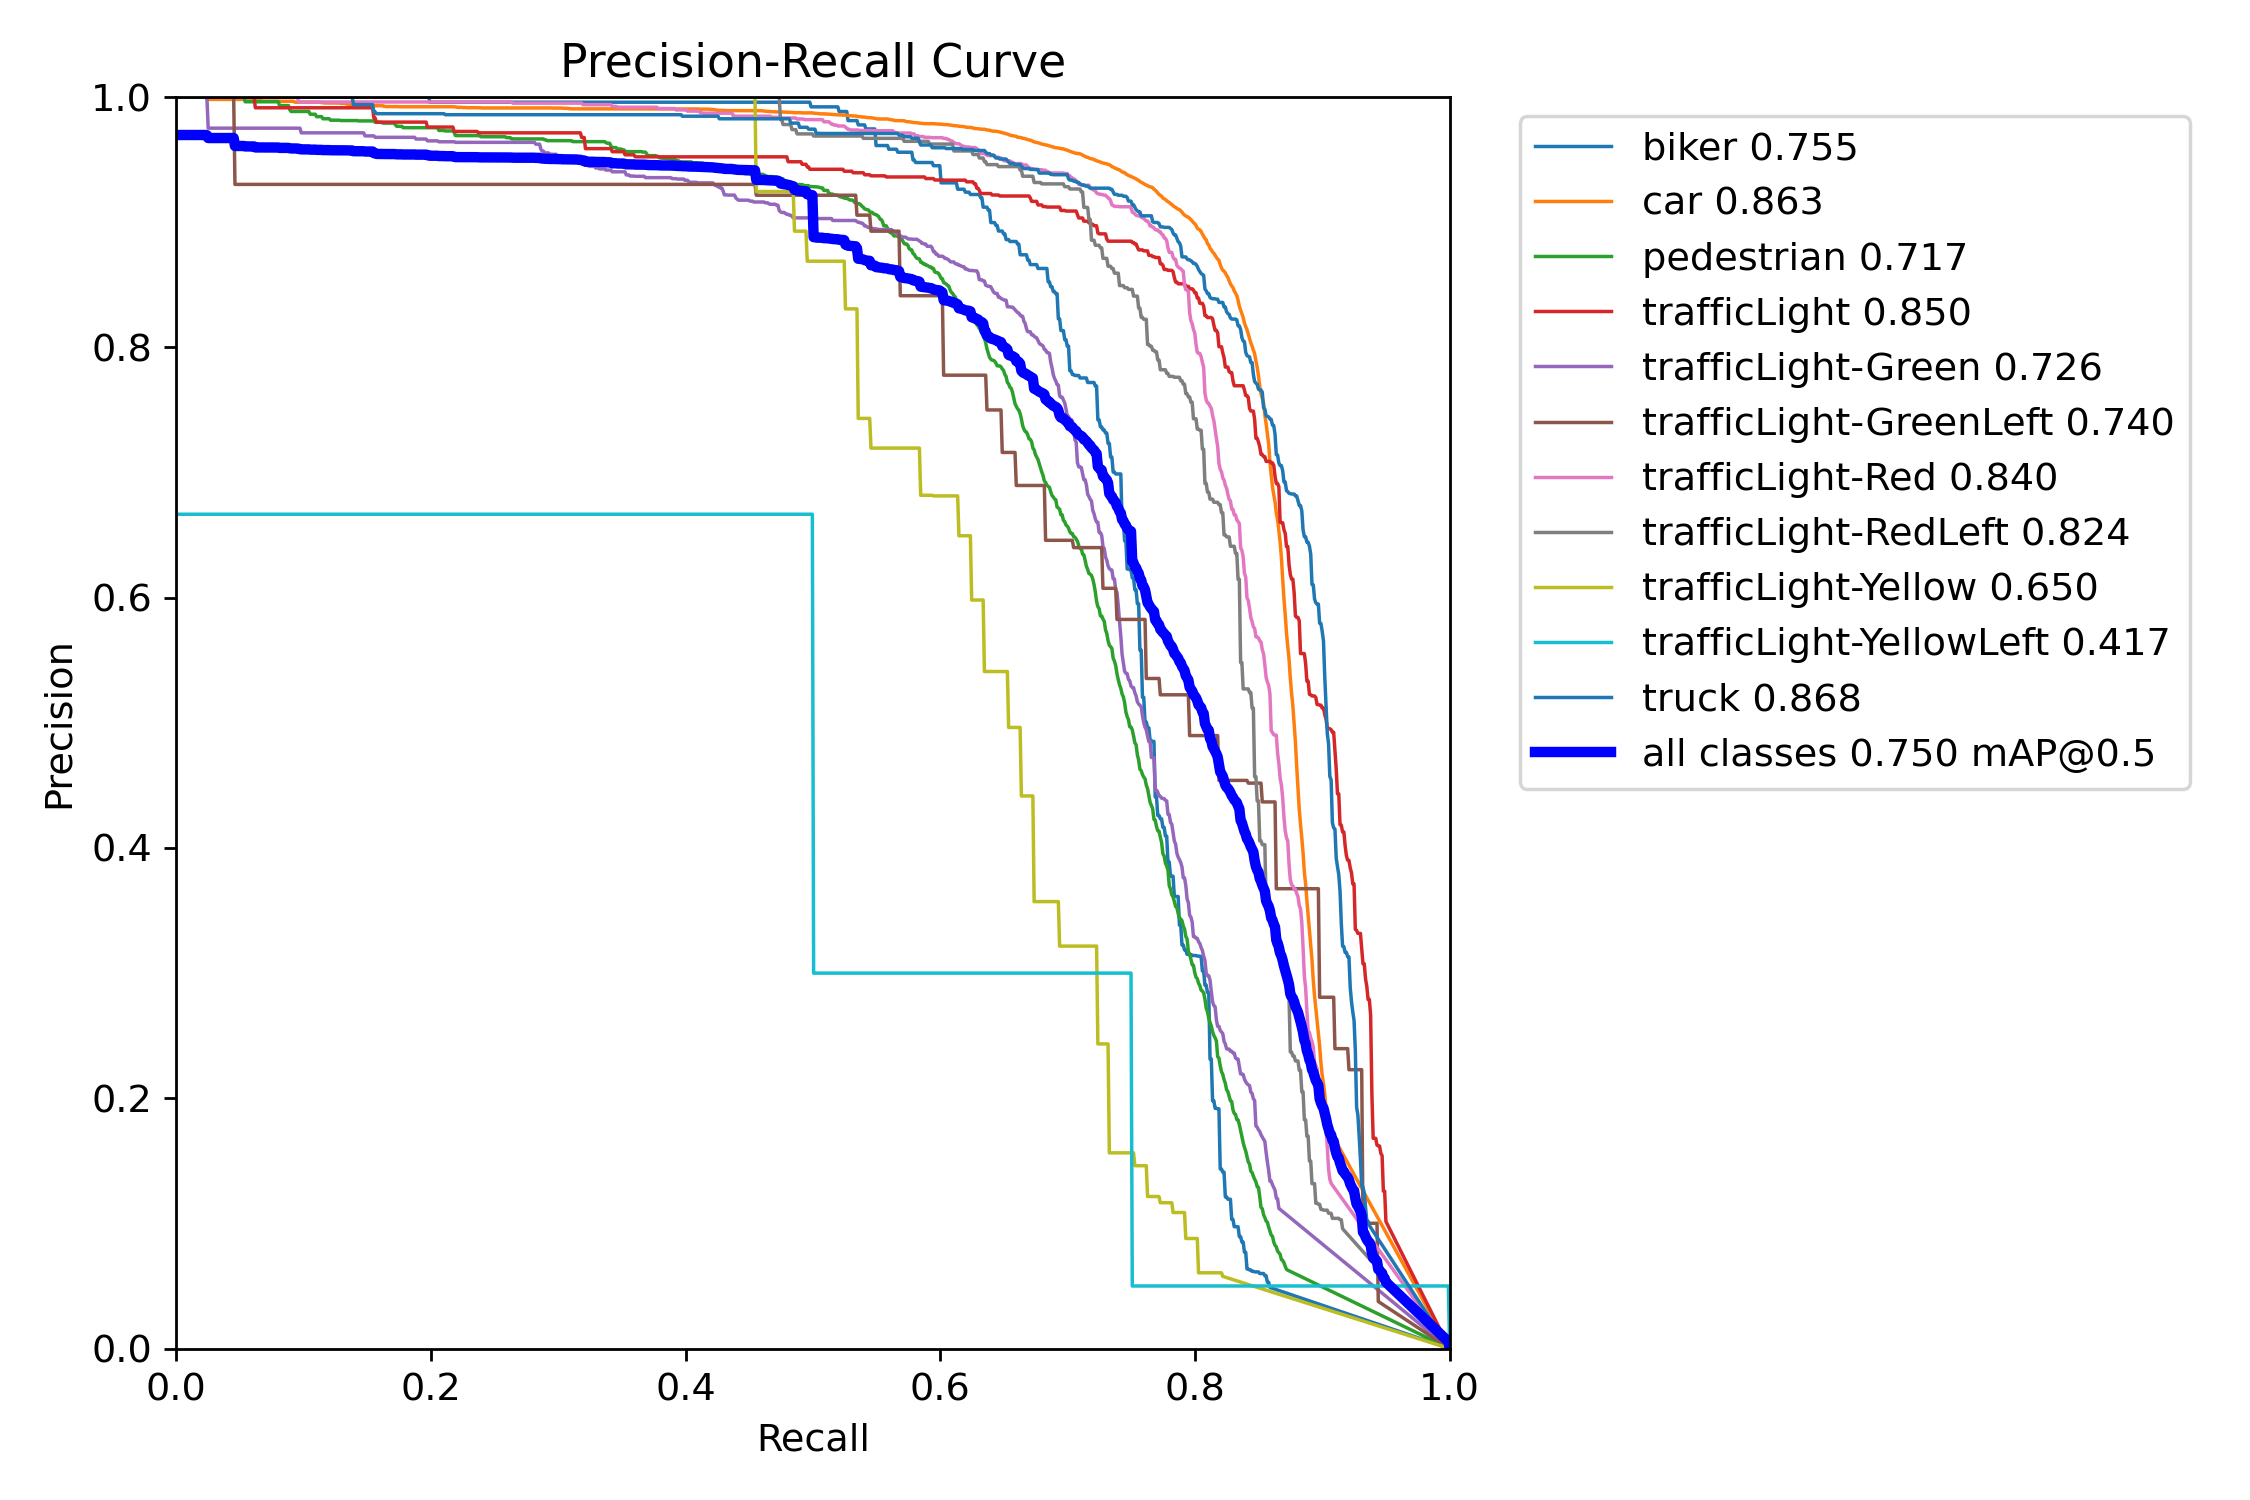 Precision-Recall Curve
1.0
0.8
0.6
0.4
0.2
0.0
Precision
0.0 0.2 0.4 0.6 0.8 1.0
Recall
biker 0.755
car 0.863
pedestrian 0.717
trafficLight 0.850
trafficLight-Green 0.726
trafficLight-GreenLeft 0.740
trafficLight-Red 0.840
trafficLight-RedLeft 0.824
trafficLight-Yellow 0.650
trafficLight-YellowLeft 0.417
truck 0.868
all classes 0.750 mAP@0.5